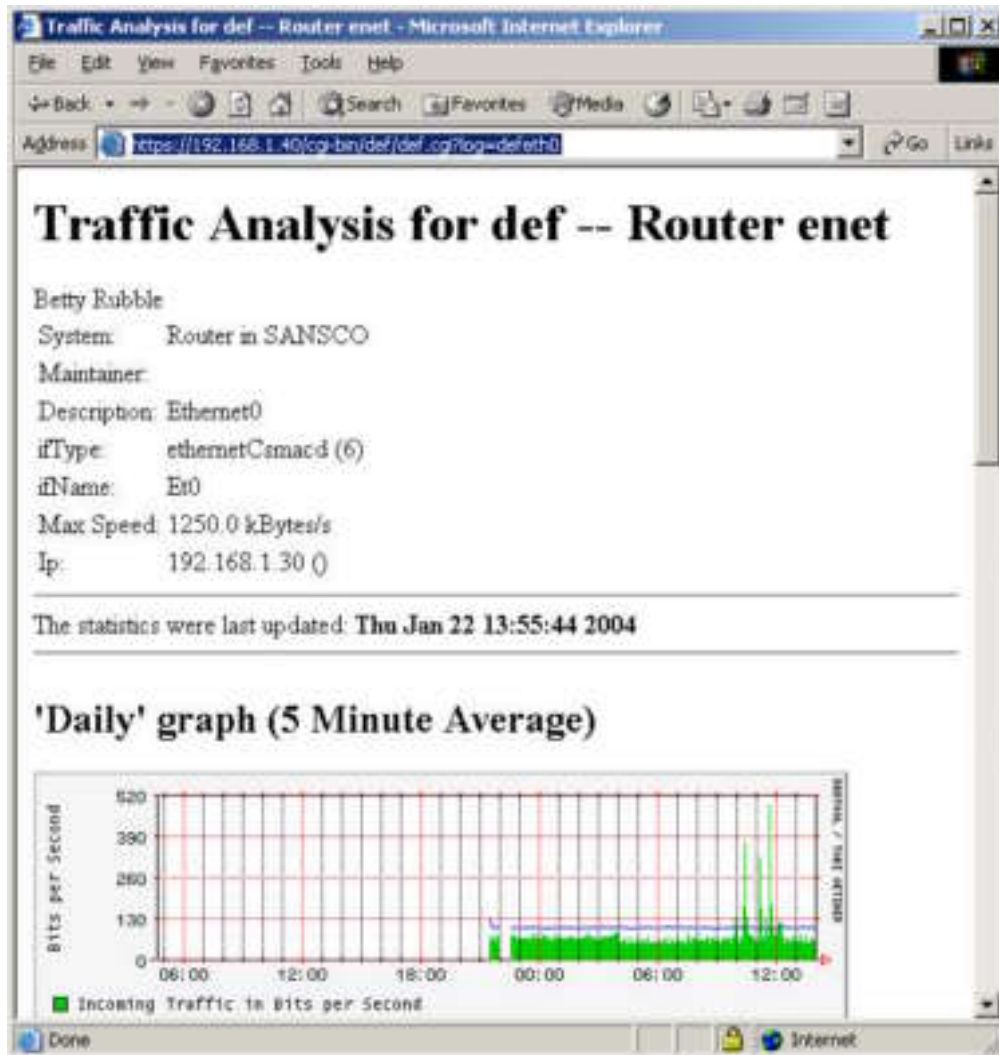 Traffic Analysis for def -- Router enet - Microsoft Internet Explorer
File Edit View Favorites Tools Help
Back Search Favorites Media
Address https://192.168.1.40/cgi-bin/def/def.cgi?log=defeth0 Go Links
Traffic Analysis for def -- Router enet
Betty Rubble
System: Router in SANSCO
Maintainer:
Description: Ethernet0
ifType: ethernetCsmacd (6)
ifName: Et0
Max Speed: 1250.0 kBytes/s
Ip: 192.168.1.30 ()
The statistics were last updated: Thu Jan 22 13:55:44 2004
'Daily' graph (5 Minute Average)
Bits per Second
520
390
260
130
0
06:00 12:00 18:00 00:00 06:00 12:00
RRDTOOL / TOBI OETIKER
Incoming Traffic in Bits per Second
Done Internet